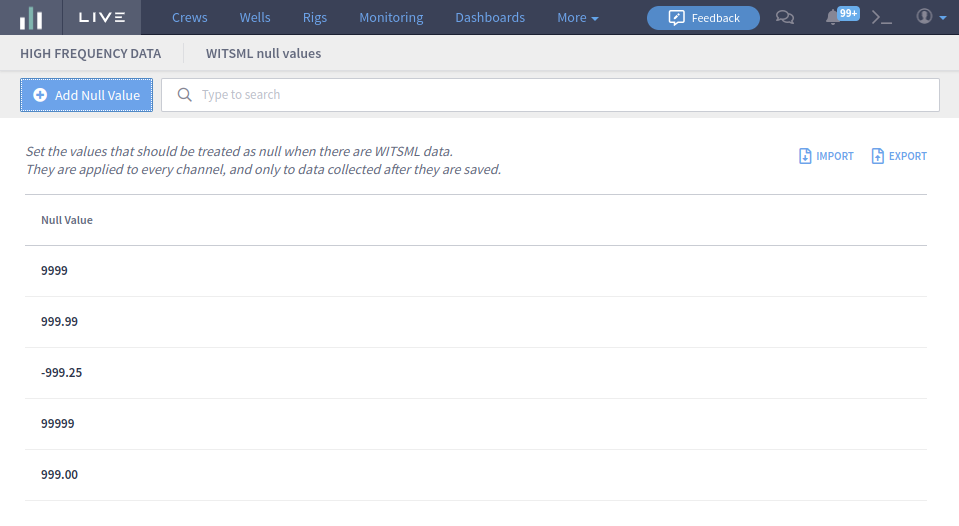 LIVE Crews Wells Rigs Monitoring Dashboards More Feedback 99+
HIGH FREQUENCY DATA WITSML null values
Add Null Value Type to search
Set the values that should be treated as null when there are WITSML data.
They are applied to every channel, and only to data collected after they are saved.
IMPORT EXPORT
Null Value
9999
999.99
-999.25
99999
999.00